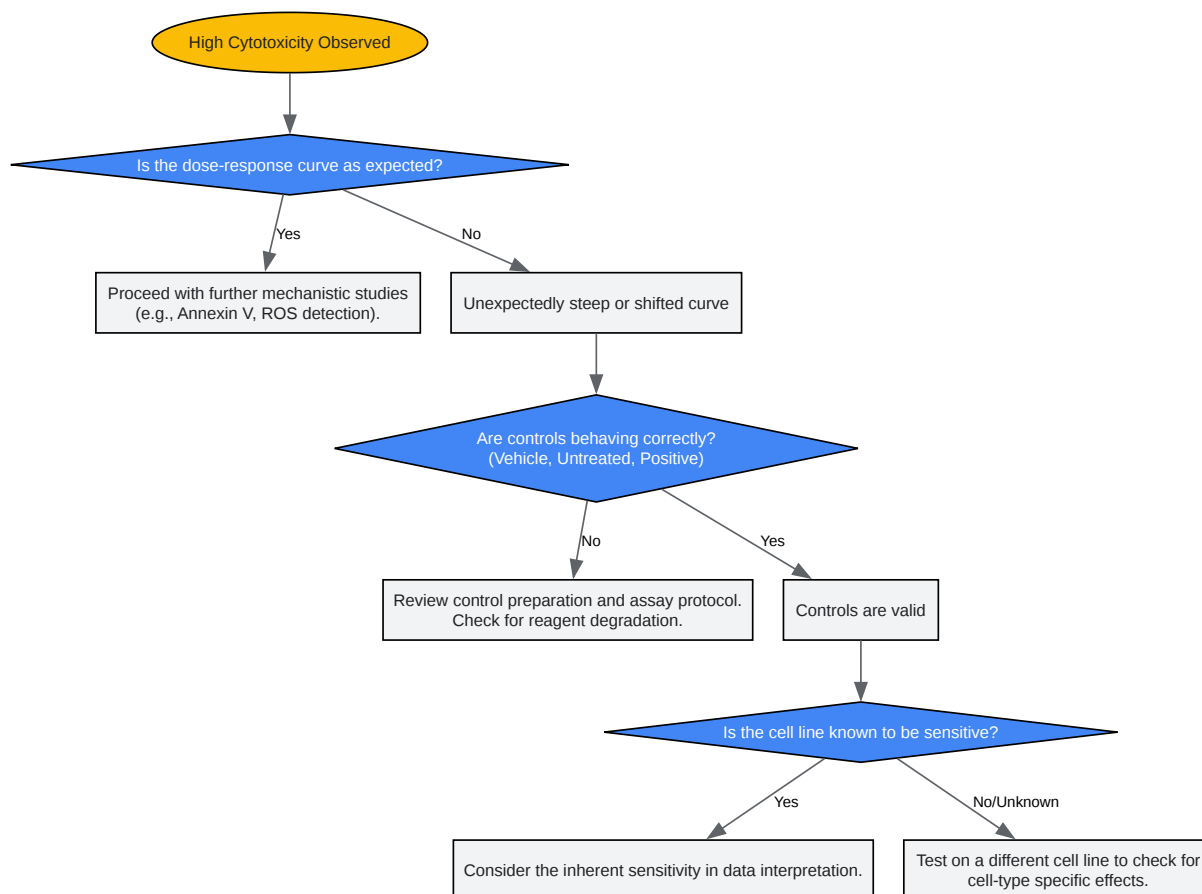 High Cytotoxicity Observed
Is the dose-response curve as expected?
Yes
No
Proceed with further mechanistic studies
(e.g., Annexin V, ROS detection).
Unexpectedly steep or shifted curve
Are controls behaving correctly?
(Vehicle, Untreated, Positive)
No
Yes
Review control preparation and assay protocol.
Check for reagent degradation.
Controls are valid
Is the cell line known to be sensitive?
Yes
No/Unknown
Consider the inherent sensitivity in data interpretation.
Test on a different cell line to check for
cell-type specific effects.